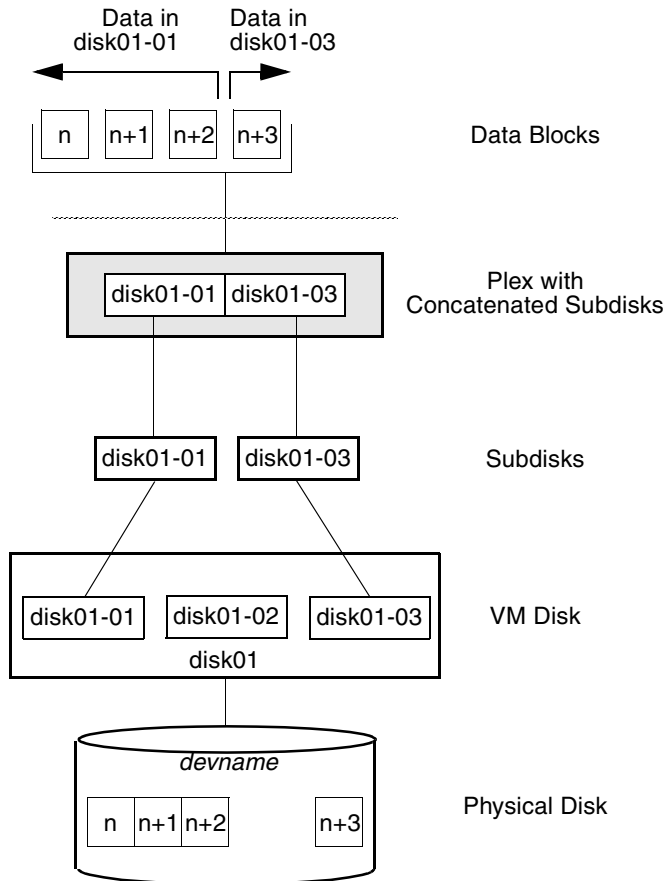 Data in
disk01-01
Data in
disk01-03
n
n+1
n+2
n+3
Data Blocks
disk01-01
disk01-03
Plex with
Concatenated Subdisks
disk01-01
disk01-03
Subdisks
disk01-01
disk01-02
disk01-03
disk01
VM Disk
devname
n
n+1
n+2
n+3
Physical Disk